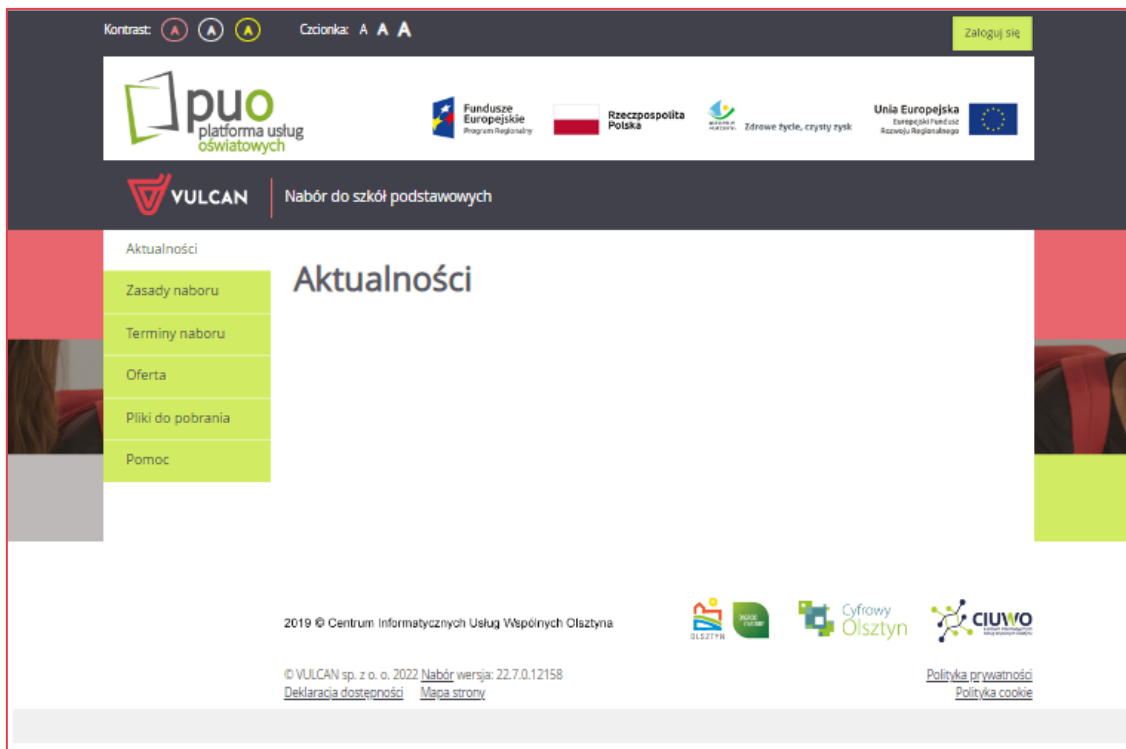 Kontrast: A A A Czcionka: A A A Zaloguj się
puo
platforma usług
oświatowych
Fundusze
Europejskie
Program Regionalny
Rzeczpospolita
Polska
Zdrowe życie, czysty zysk
Unia Europejska
Europejski Fundusz
Rozwoju Regionalnego
VULCAN Nabór do szkół podstawowych
Aktualności
Zasady naboru
Terminy naboru
Oferta
Pliki do pobrania
Pomoc
Aktualności
2019 © Centrum Informatycznych Usług Wspólnych Olsztyna
OLSZTYN
Cyfrowy
Olsztyn
CIUWO
© VULCAN sp. z o. o. 2022 Nabór wersja: 22.7.0.12158
Deklaracja dostępności Mapa strony
Polityka prywatności
Polityka cookie